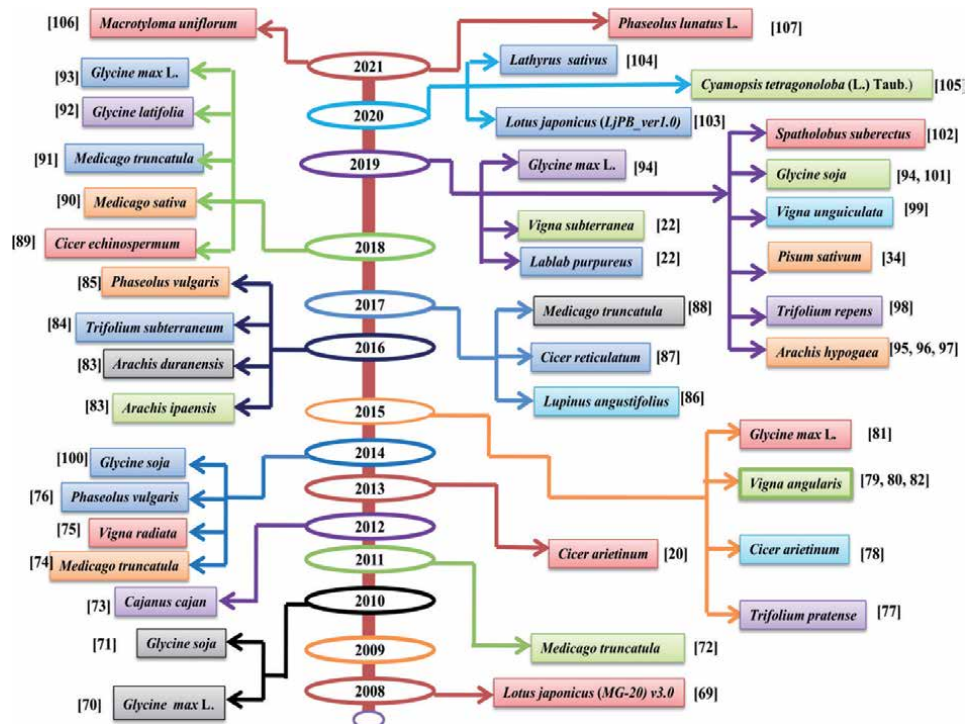 [106] Macrotyloma uniflorum
Phaseolus lunatus L. [107]
2021
[93] Glycine max L.
Lathyrus sativus [104]
Cyamopsis tetragonoloba (L.) Taub.) [105]
[92] Glycine latifolia
2020
Lotus japonicus (LjPB_ver1.0) [103]
[91] Medicago truncatula
2019
Glycine max L. [94]
Spatholobus suberectus [102]
Glycine soja [94, 101]
[90] Medicago sativa
Vigna subterranea [22]
Vigna unguiculata [99]
[89] Cicer echinospermum
2018
Lablab purpureus [22]
Pisum sativum [34]
[85] Phaseolus vulgaris
2017
Medicago truncatula [88]
Trifolium repens [98]
[84] Trifolium subterraneum
2016
Cicer reticulatum [87]
Arachis hypogaea [95, 96, 97]
[83] Arachis duranensis
[83] Arachis ipaensis
Lupinus angustifolius [86]
2015
Glycine max L. [81]
2014
[100] Glycine soja
Vigna angularis [79, 80, 82]
[76] Phaseolus vulgaris
2013
[75] Vigna radiata
2012
Cicer arietinum [20]
Cicer arietinum [78]
[74] Medicago truncatula
2011
[73] Cajanus cajan
2010
Trifolium pratense [77]
[71] Glycine soja
2009
Medicago truncatula [72]
[70] Glycine max L.
2008
Lotus japonicus (MG-20) v3.0 [69]